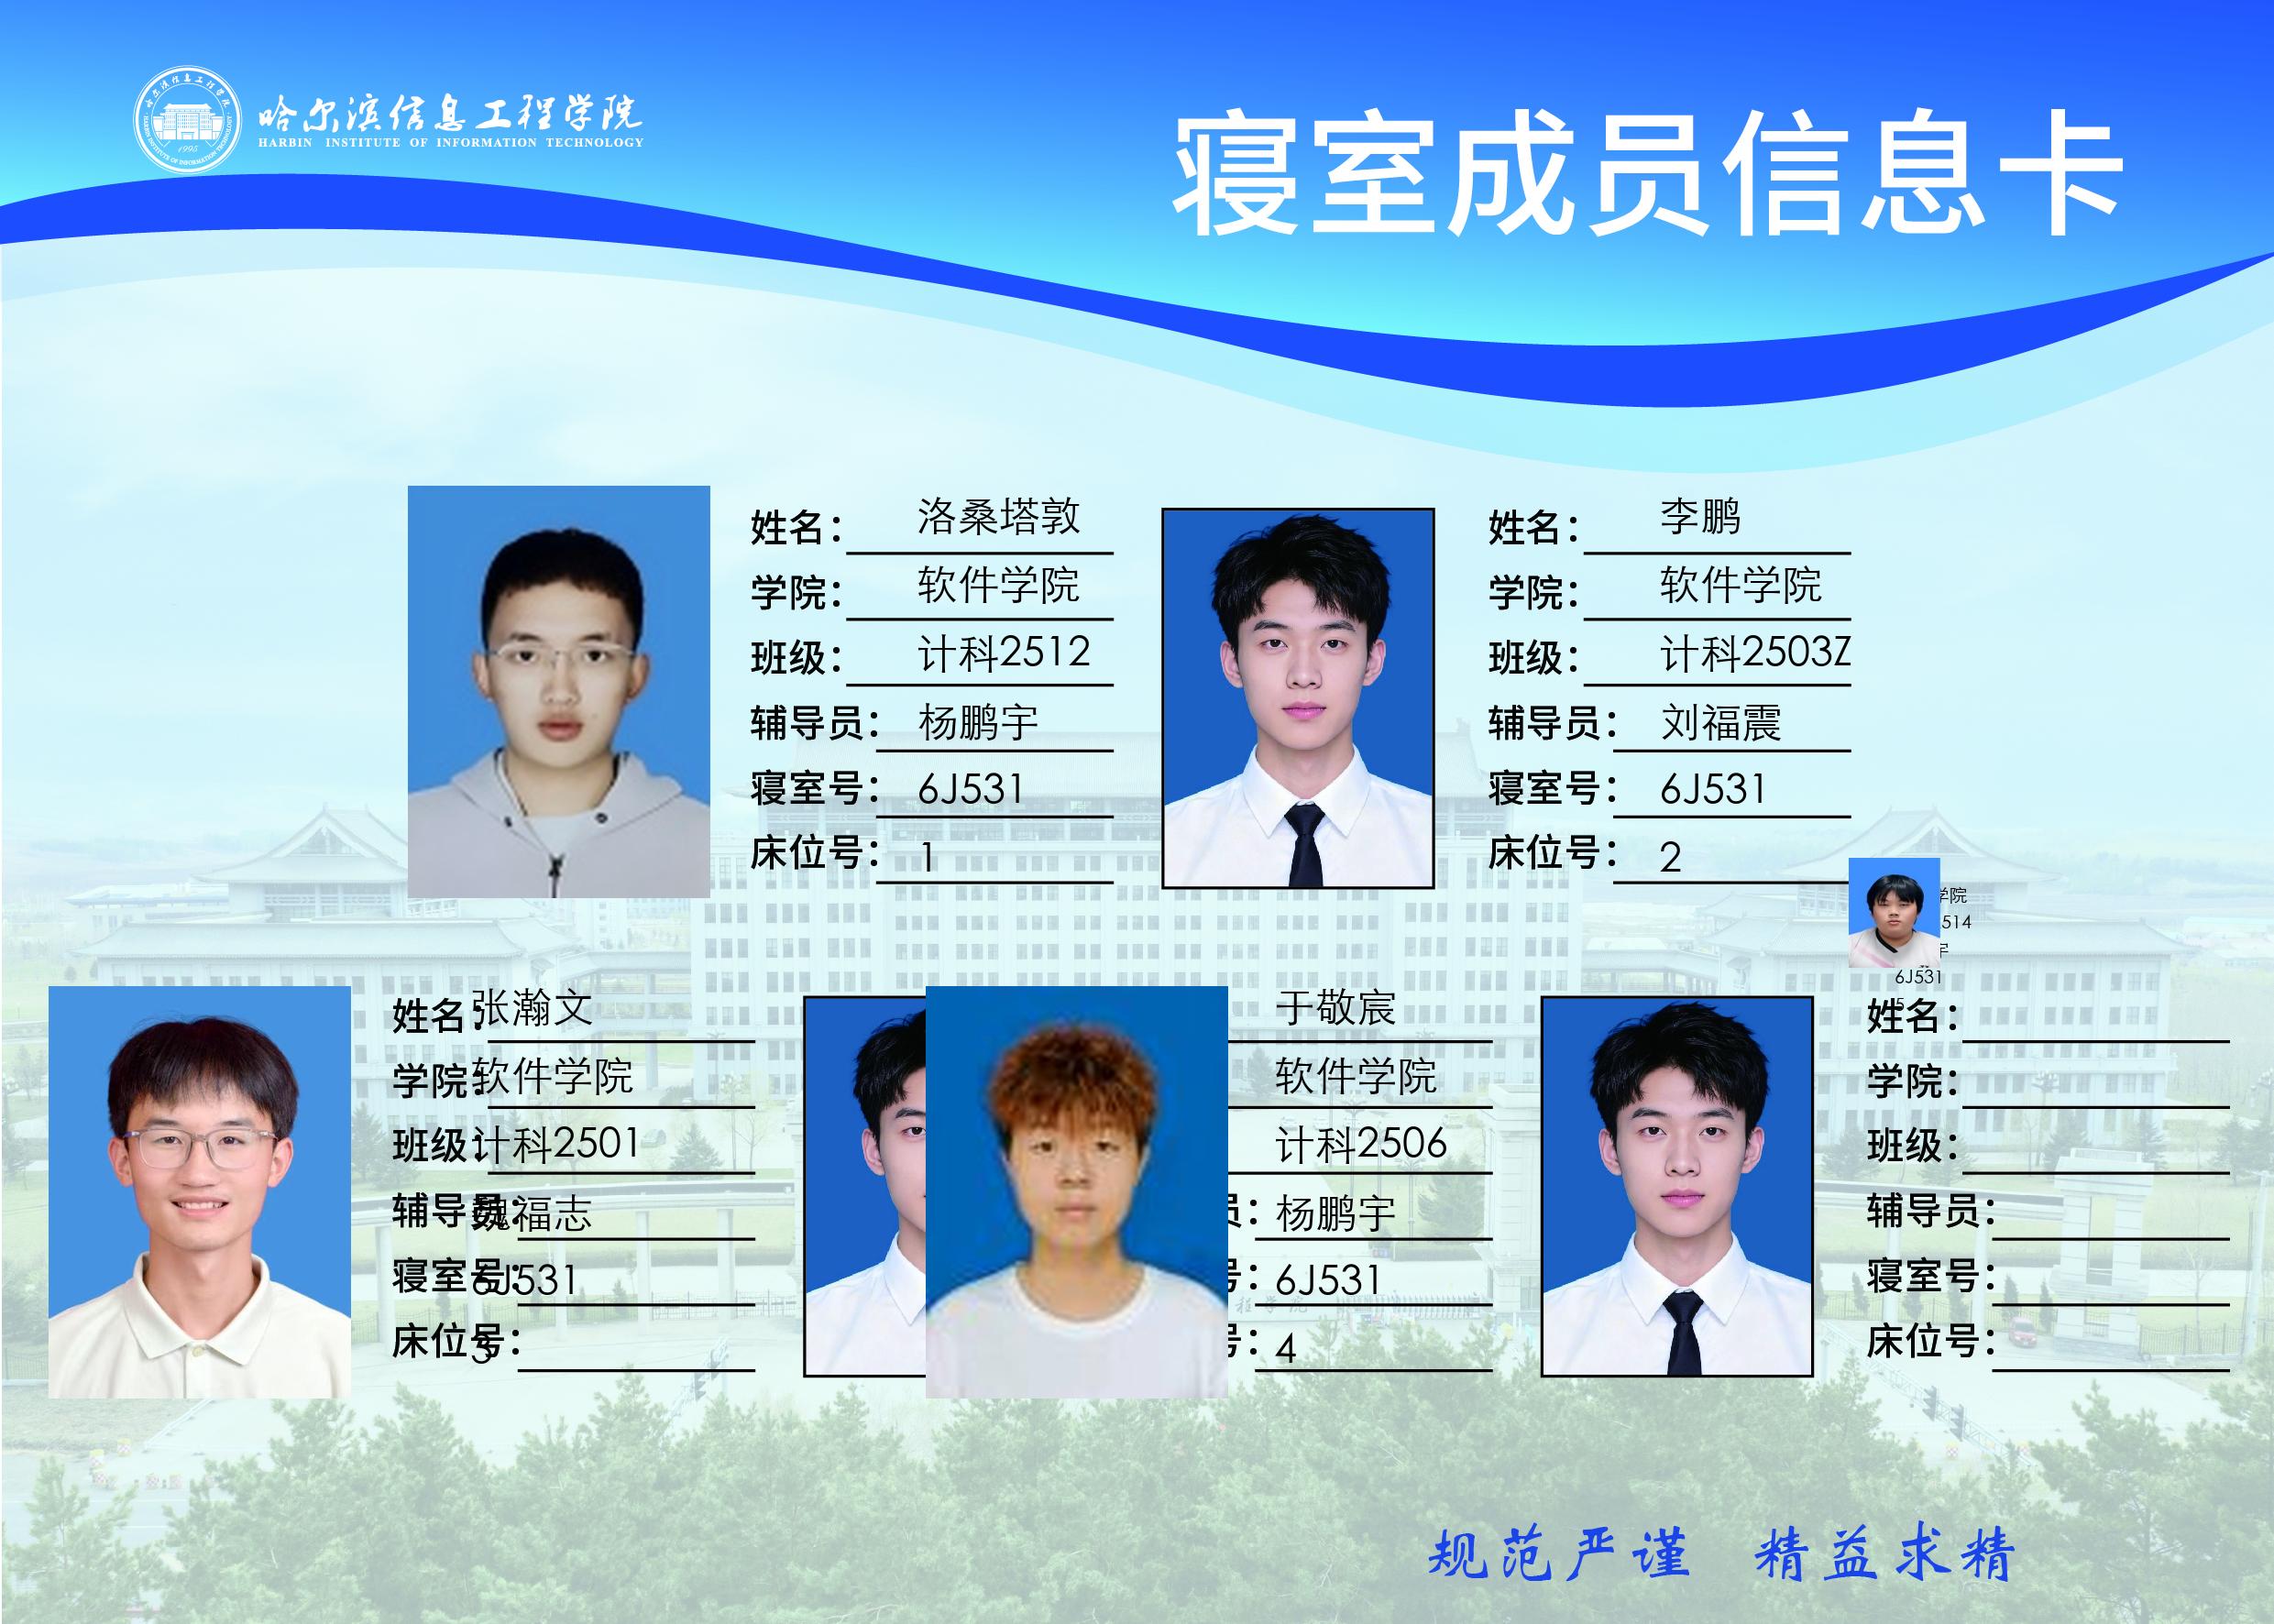 哈尔滨信息工程学院
HARBIN INSTITUTE OF INFORMATION TECHNOLOGY
1995
寝室成员信息卡
姓名： 洛桑塔敦
学院： 软件学院
班级： 计科2512
辅导员： 杨鹏宇
寝室号： 6J531
床位号： 1
姓名： 李鹏
学院： 软件学院
班级： 计科2503Z
辅导员： 刘福震
寝室号： 6J531
床位号： 2
学院
514
宇
6J531
5
姓名： 张瀚文
学院： 软件学院
班级： 计科2501
辅导员： 魏福志
寝室号： 6J531
床位号： 3
于敬宸
软件学院
计科2506
员： 杨鹏宇
号： 6J531
号： 4
姓名：
学院：
班级：
辅导员：
寝室号：
床位号：
规范严谨 精益求精